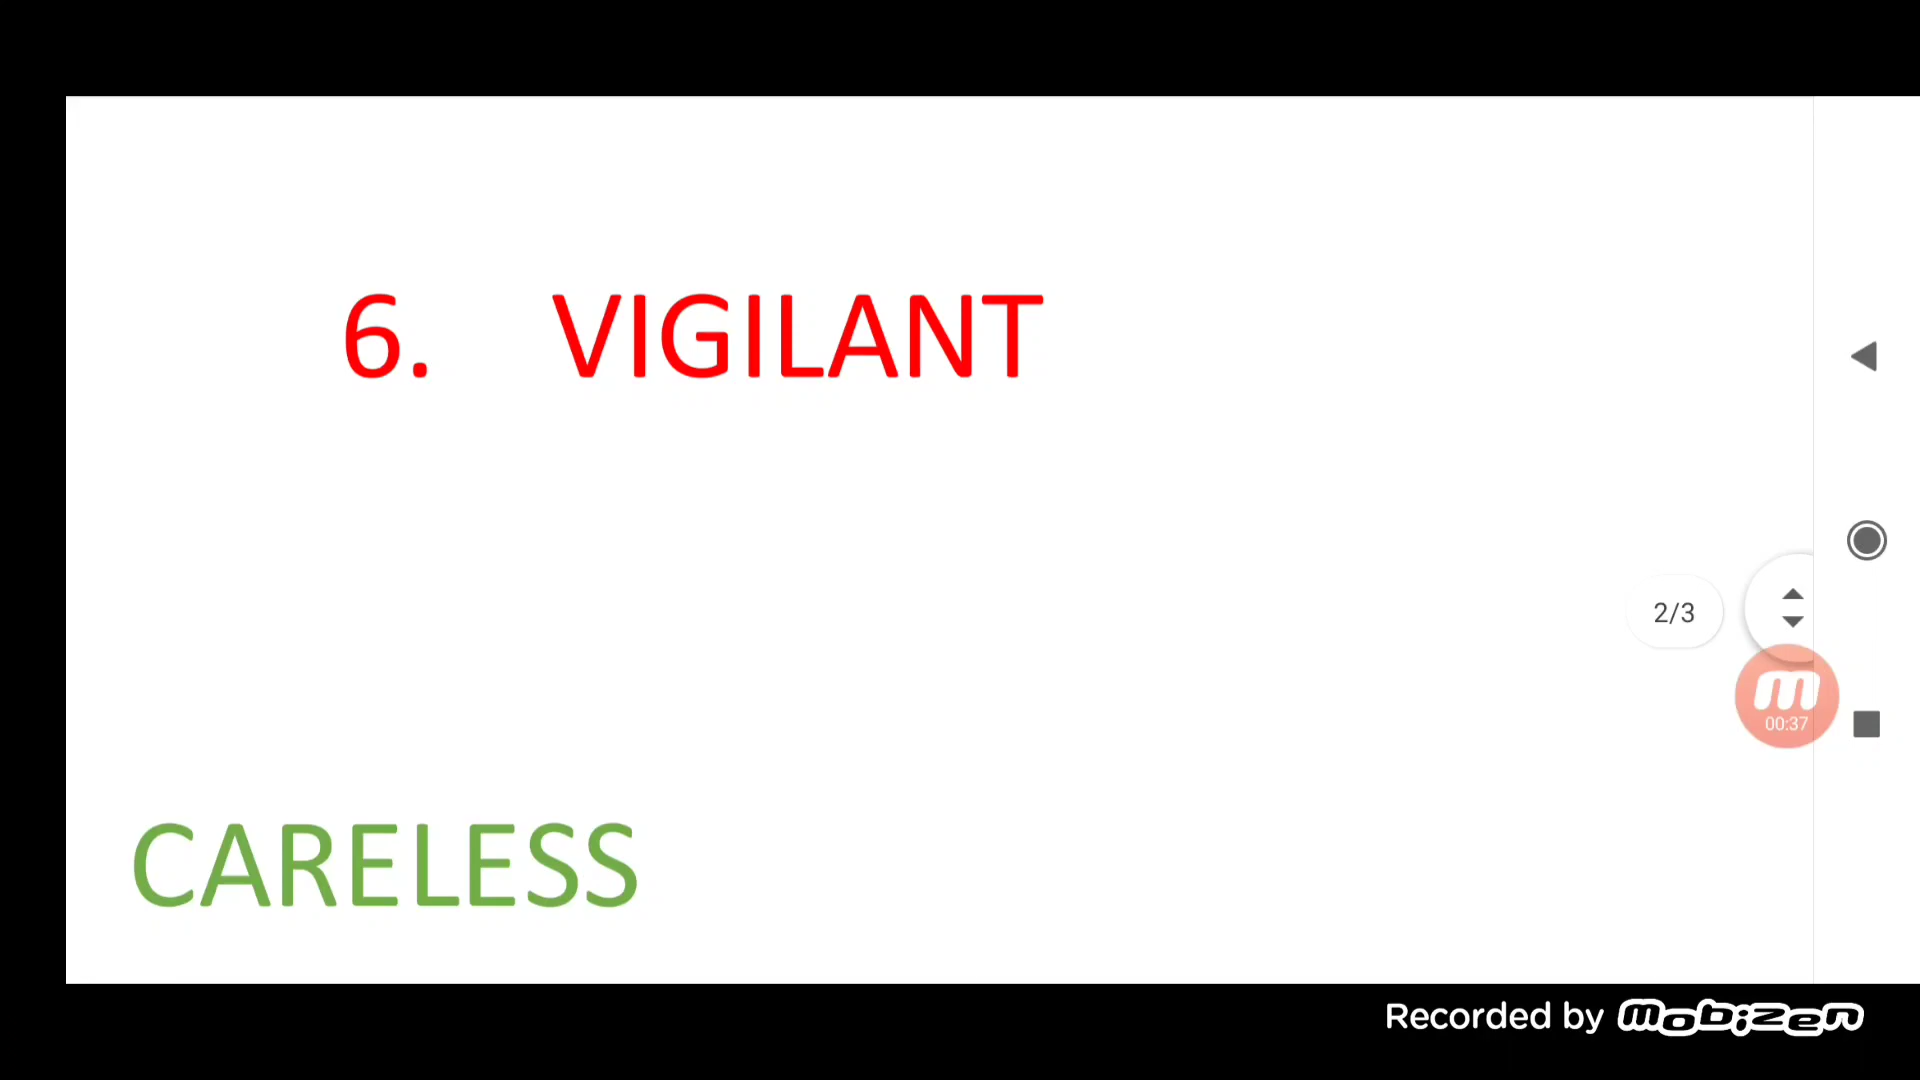 6. VIGILANT
2/3
00:37
CARELESS
Recorded by mobizen